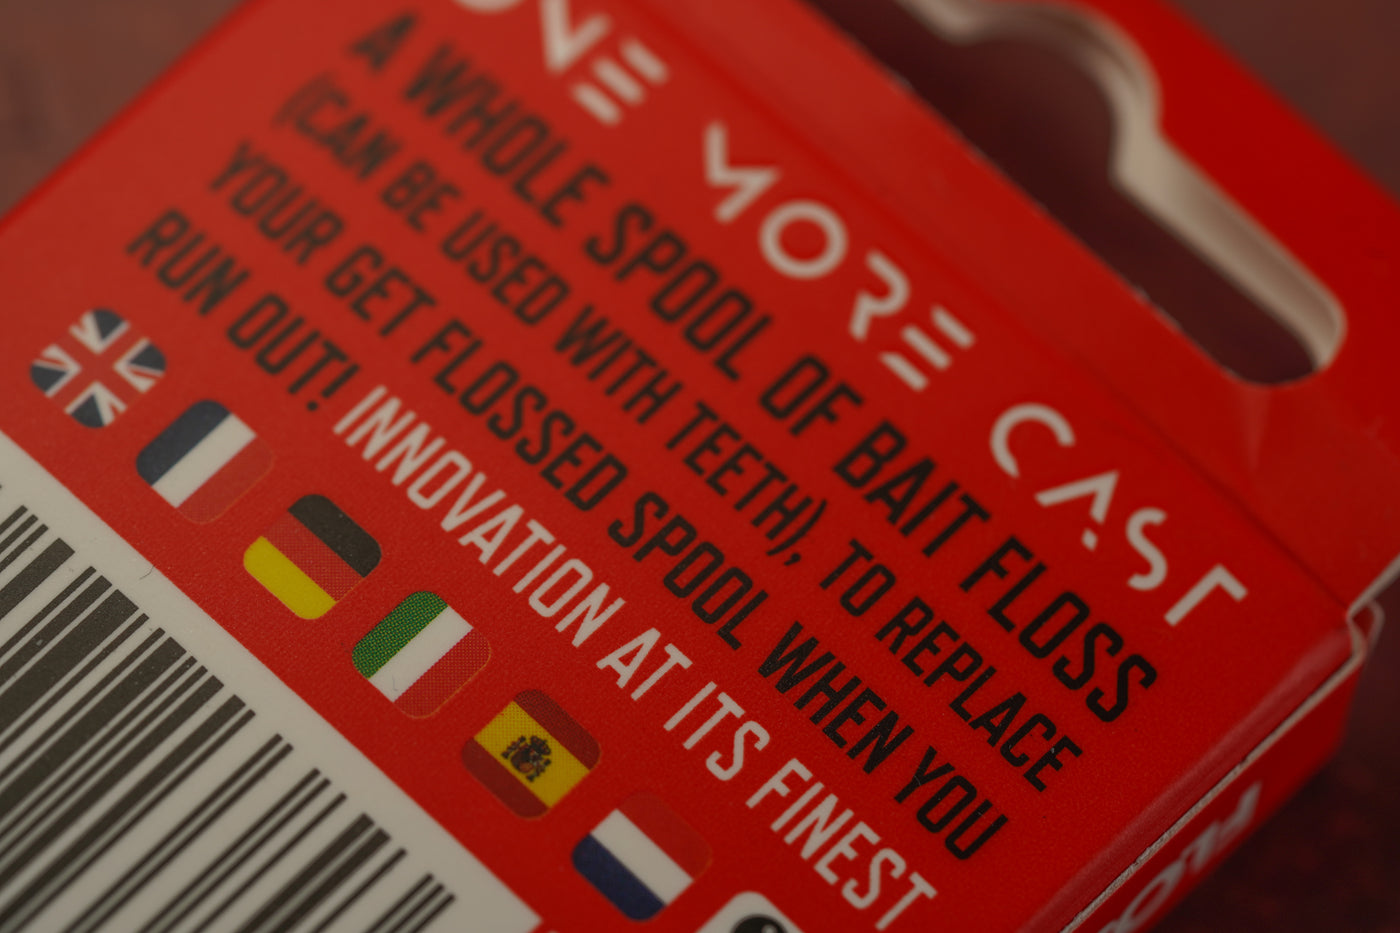 ONE MORE CAST
A WHOLE SPOOL OF BAIT FLOSS
(CAN BE USED WITH TEETH), TO REPLACE
YOUR GET FLOSSED SPOOL WHEN YOU
RUN OUT! INNOVATION AT ITS FINEST